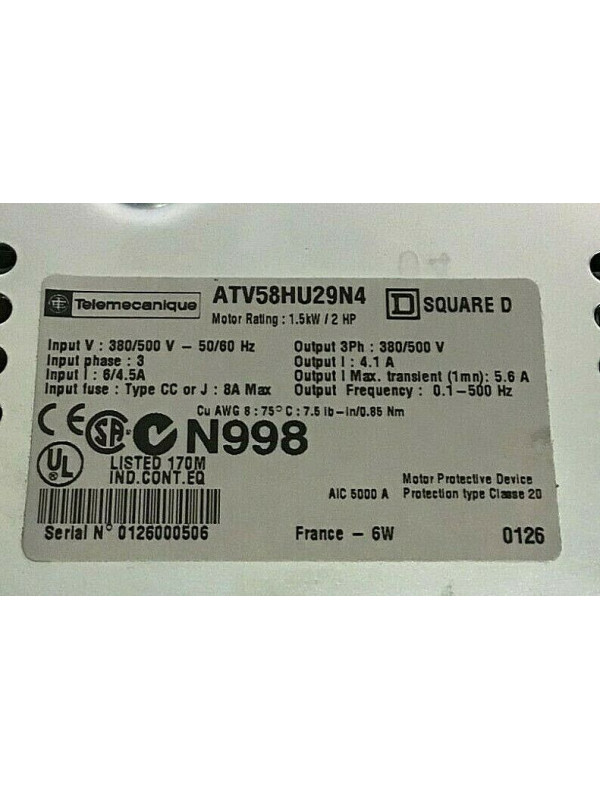 Telemecanique
ATV58HU29N4
Motor Rating : 1.5kW / 2 HP
D SQUARE D
Input V : 380/500 V – 50/60 Hz
Input phase : 3
Input I : 6/4.5A
Input fuse : Type CC or J : 8A Max
Output 3Ph : 380/500 V
Output I : 4.1 A
Output I Max. transient (1mn): 5.6 A
Output Frequency : 0.1–500 Hz
Cu AWG 8 : 75° C : 7.5 lb–in/0.85 Nm
CE SA N998
UL LISTED 170M
IND.CONT.EQ
Motor Protective Device
AIC 5000 A Protection type Classe 20
Serial N° 0126000506
France – 6W
0126